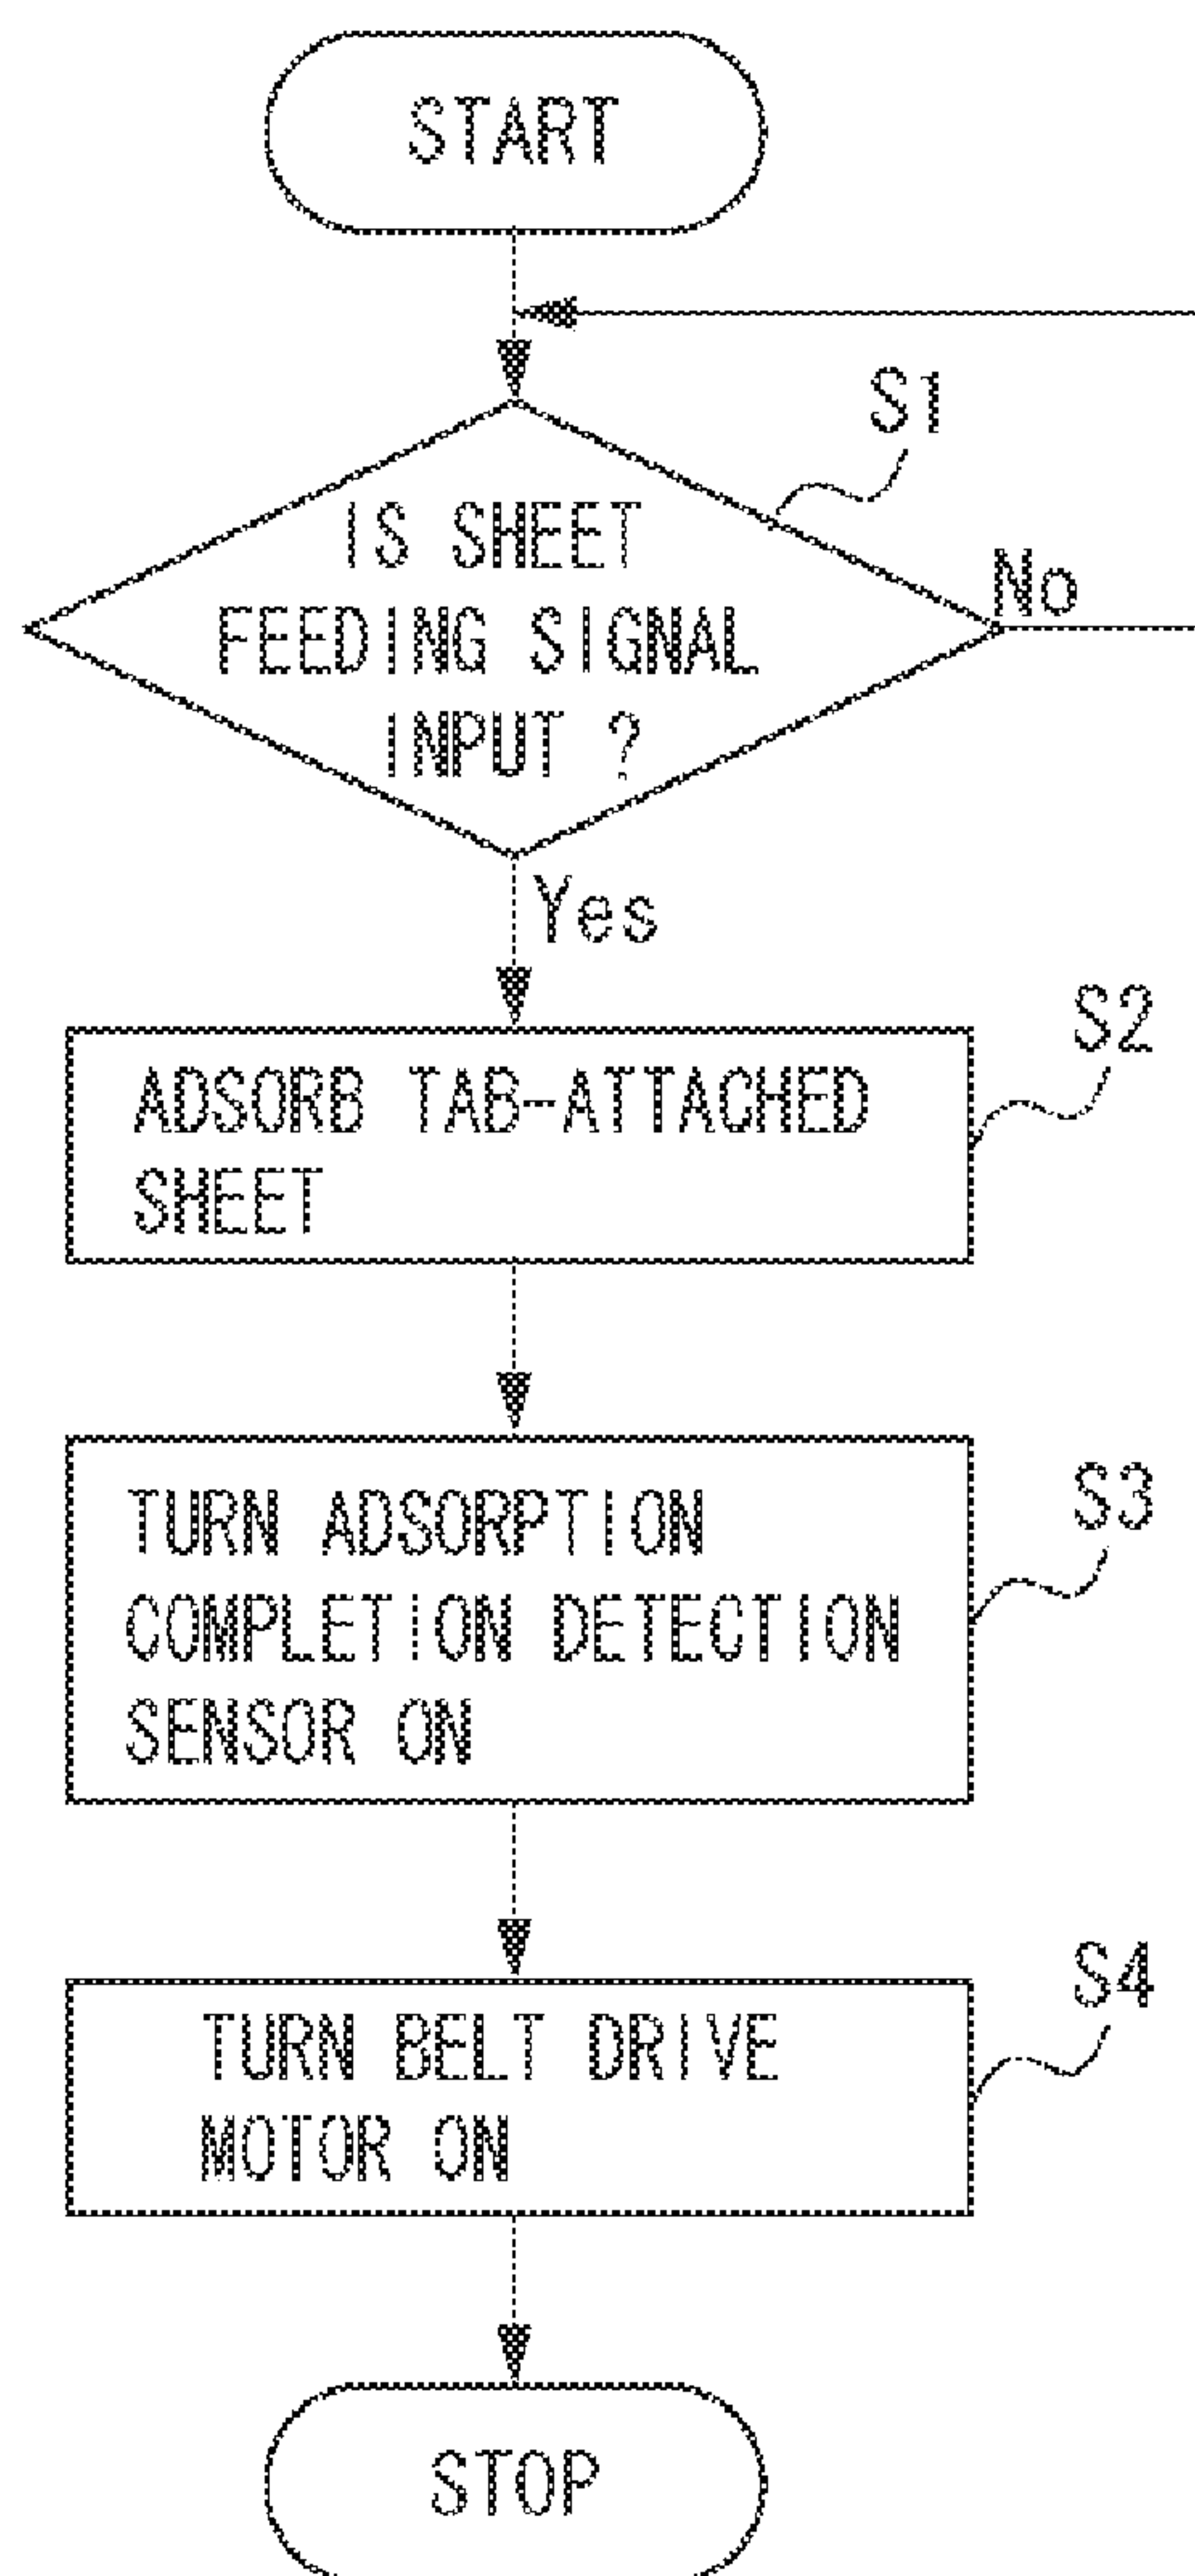 START
S1
IS SHEET
FEEDING SIGNAL
INPUT ?
No
Yes
S2
ADSORB TAB-ATTACHED
SHEET
S3
TURN ADSORPTION
COMPLETION DETECTION
SENSOR ON
S4
TURN BELT DRIVE
MOTOR ON
STOP